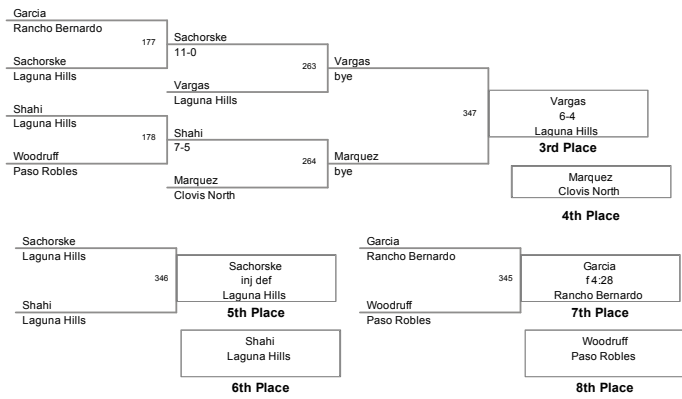 Garcia
Rancho Bernardo
177
Sachorske
Laguna Hills
Sachorske
11-0
263
Vargas
Laguna Hills
Vargas
bye
Shahi
Laguna Hills
178
Woodruff
Paso Robles
Shahi
7-5
264
Marquez
Clovis North
Marquez
bye
347
Vargas
6-4
Laguna Hills
3rd Place
Marquez
Clovis North
4th Place
Sachorske
Laguna Hills
346
Shahi
Laguna Hills
Sachorske
inj def
Laguna Hills
5th Place
Shahi
Laguna Hills
6th Place
Garcia
Rancho Bernardo
345
Woodruff
Paso Robles
Garcia
f 4:28
Rancho Bernardo
7th Place
Woodruff
Paso Robles
8th Place